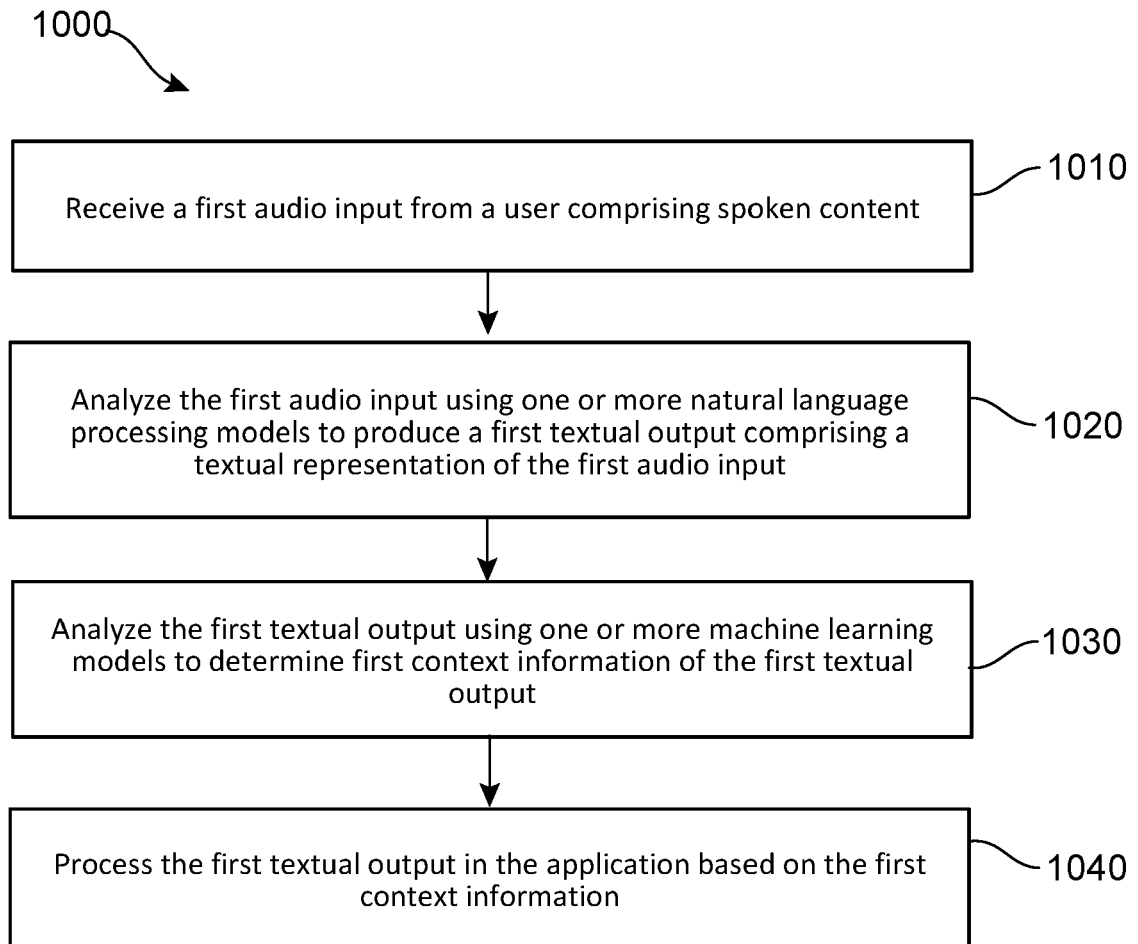 1000
Receive a first audio input from a user comprising spoken content
1010
Analyze the first audio input using one or more natural language
processing models to produce a first textual output comprising a
textual representation of the first audio input
1020
Analyze the first textual output using one or more machine learning
models to determine first context information of the first textual
output
1030
Process the first textual output in the application based on the first
context information
1040